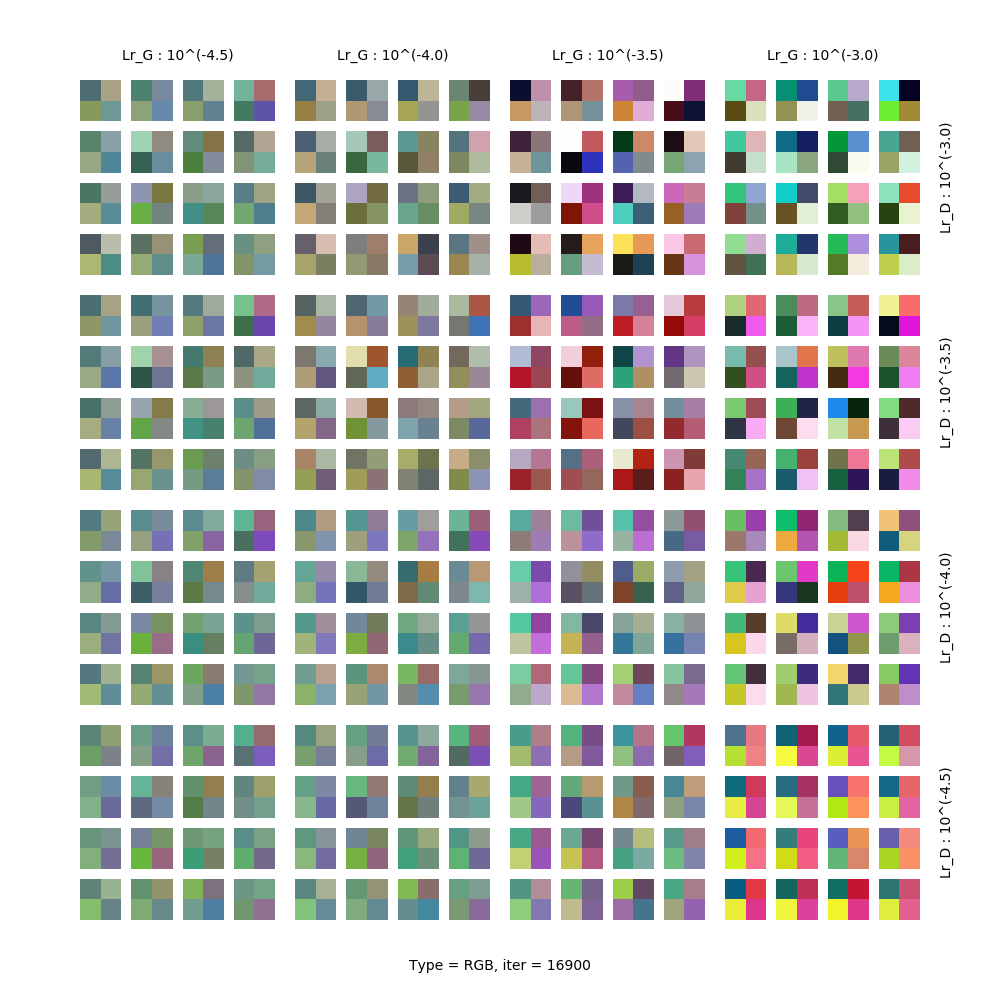 Lr_G : 10^(-4.5)
Lr_G : 10^(-4.0)
Lr_G : 10^(-3.5)
Lr_G : 10^(-3.0)
Lr_D : 10^(-3.0)
Lr_D : 10^(-3.5)
Lr_D : 10^(-4.0)
Lr_D : 10^(-4.5)
Type = RGB, iter = 16900